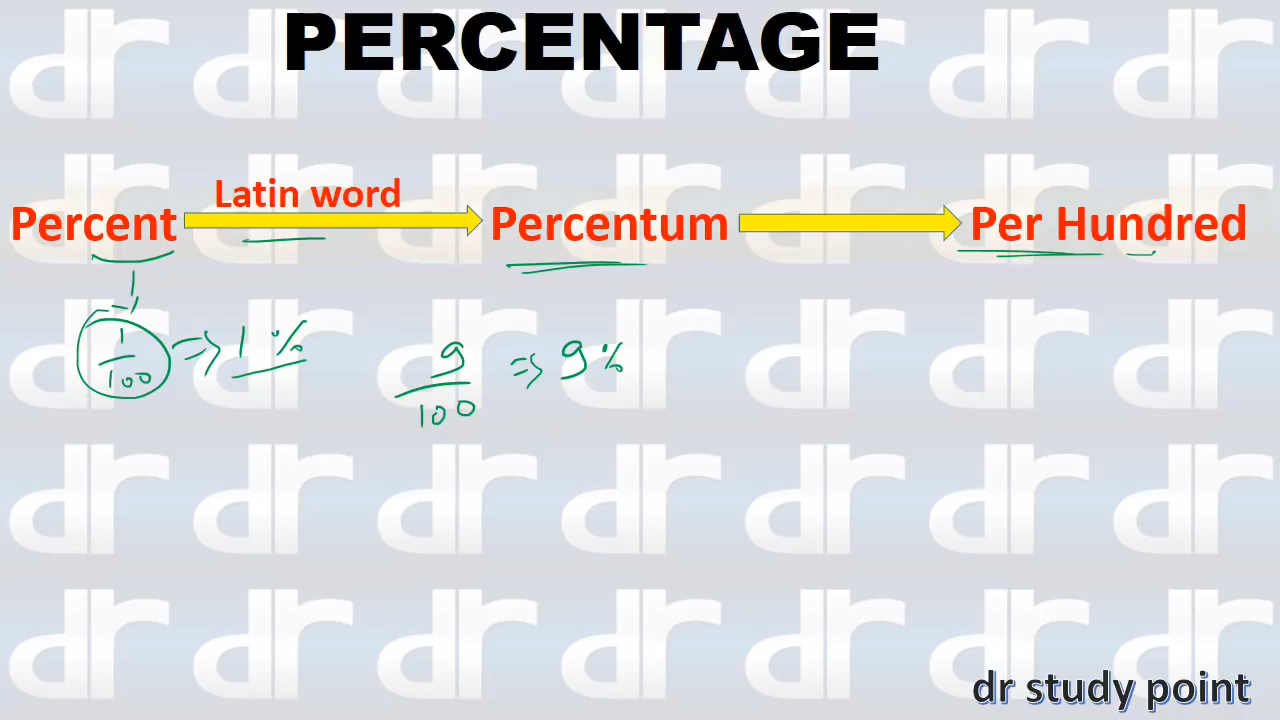 PERCENTAGE
Latin word
Percent Percentum Per Hundred
1/100 => 1 % 9/100 => 9 %
dr study point